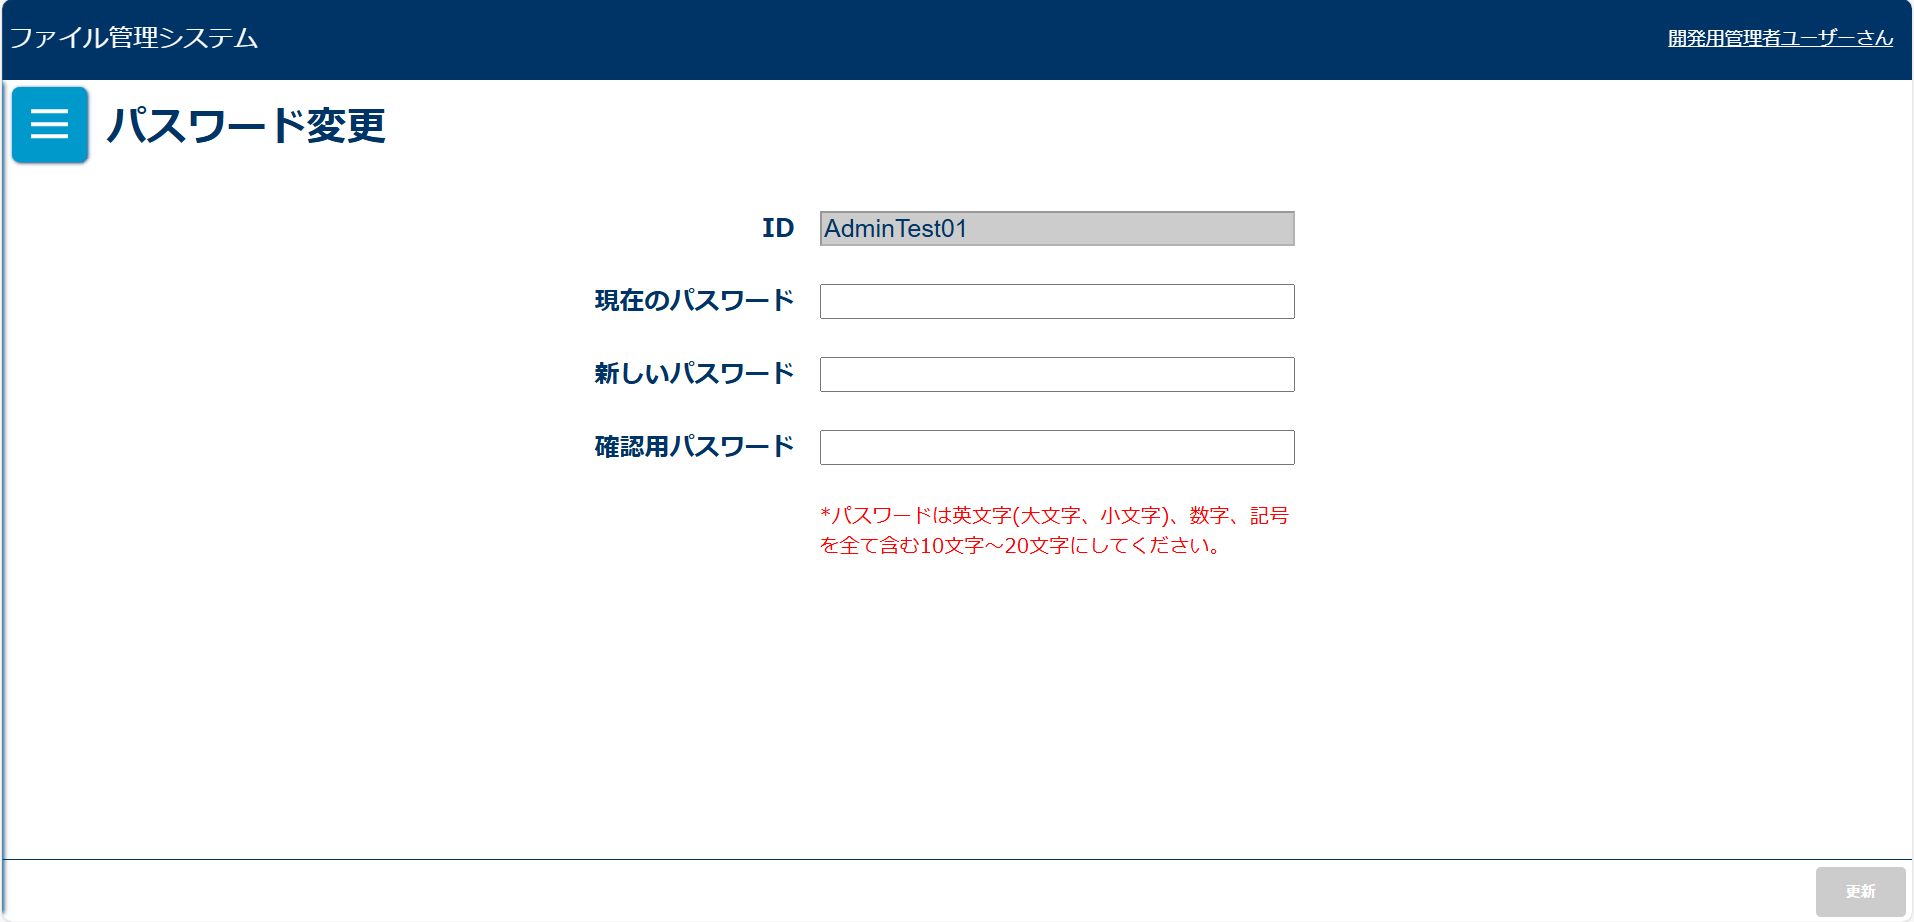 ファイル管理システム
開発用管理者ユーザーさん
パスワード変更
ID
AdminTest01
現在のパスワード
新しいパスワード
確認用パスワード
*パスワードは英文字(大文字、小文字)、数字、記号
を全て含む10文字～20文字にしてください。
更新